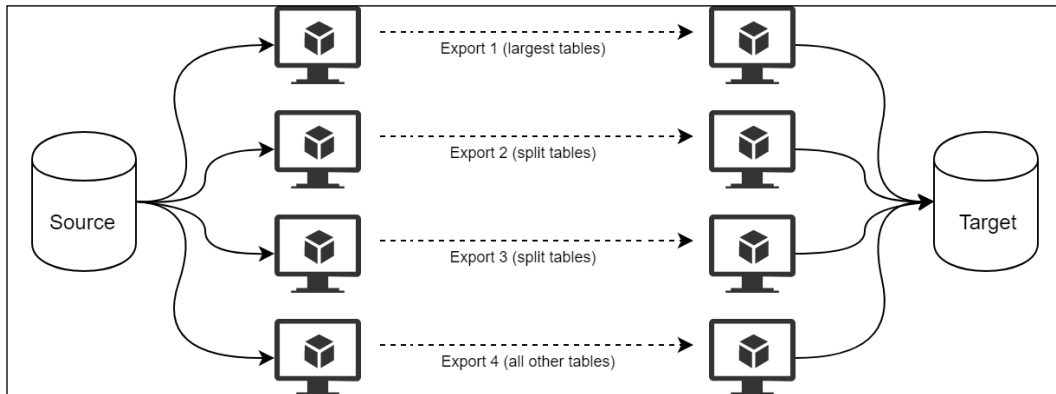 Export 1 (largest tables)
Export 2 (split tables)
Source
Target
Export 3 (split tables)
Export 4 (all other tables)